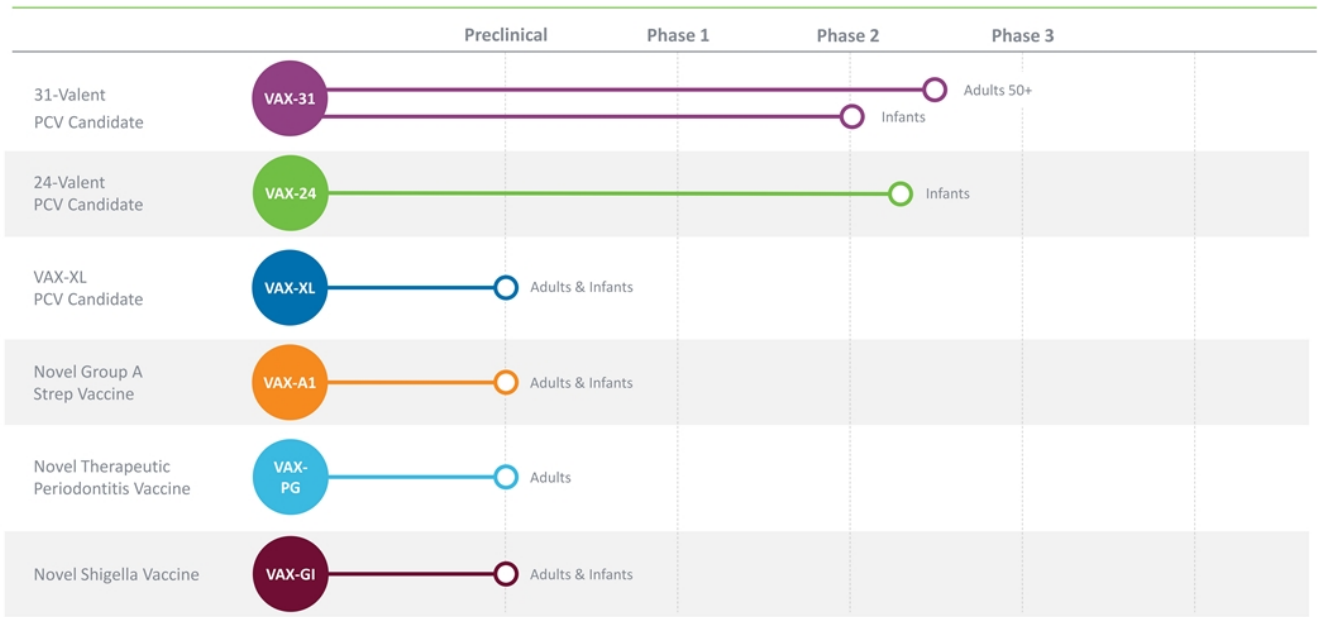 Preclinical Phase 1 Phase 2 Phase 3
31-Valent
PCV Candidate
VAX-31
Adults 50+
Infants
24-Valent
PCV Candidate
VAX-24
Infants
VAX-XL
PCV Candidate
VAX-XL
Adults & Infants
Novel Group A
Strep Vaccine
VAX-A1
Adults & Infants
Novel Therapeutic
Periodontitis Vaccine
VAX-
PG
Adults
Novel Shigella Vaccine
VAX-GI
Adults & Infants